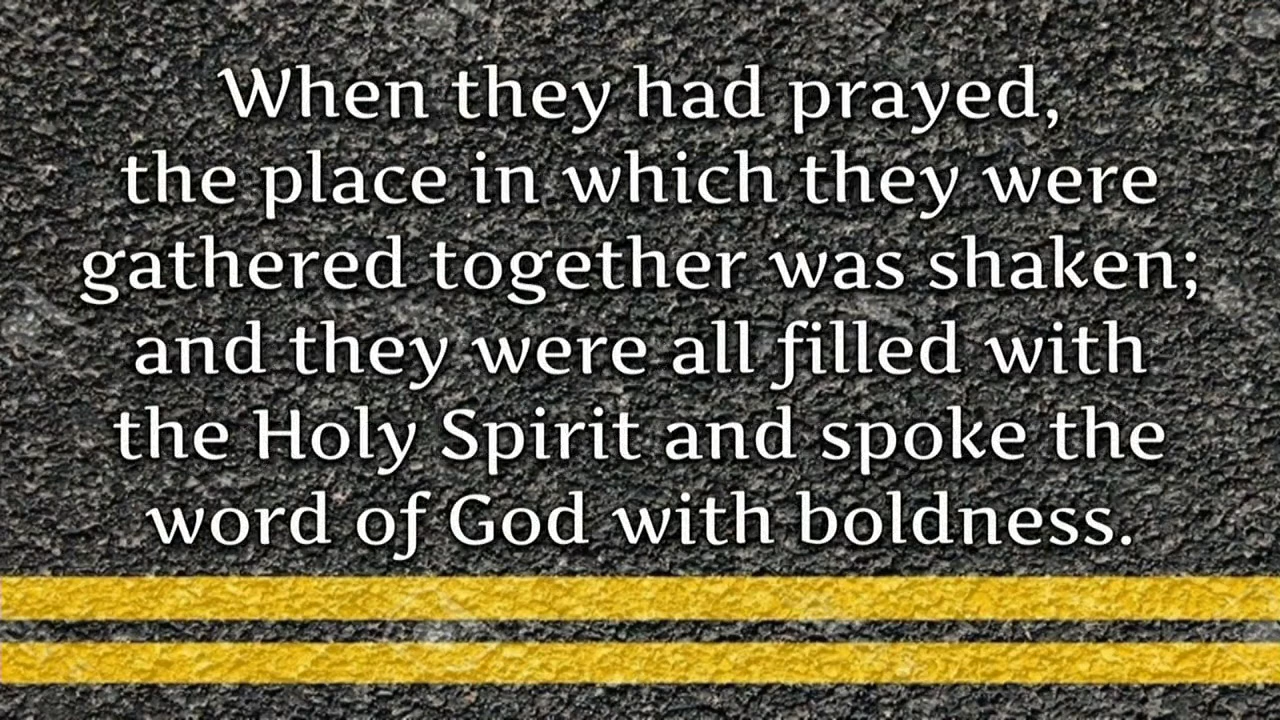 When they had prayed,
the place in which they were
gathered together was shaken;
and they were all filled with
the Holy Spirit and spoke the
word of God with boldness.